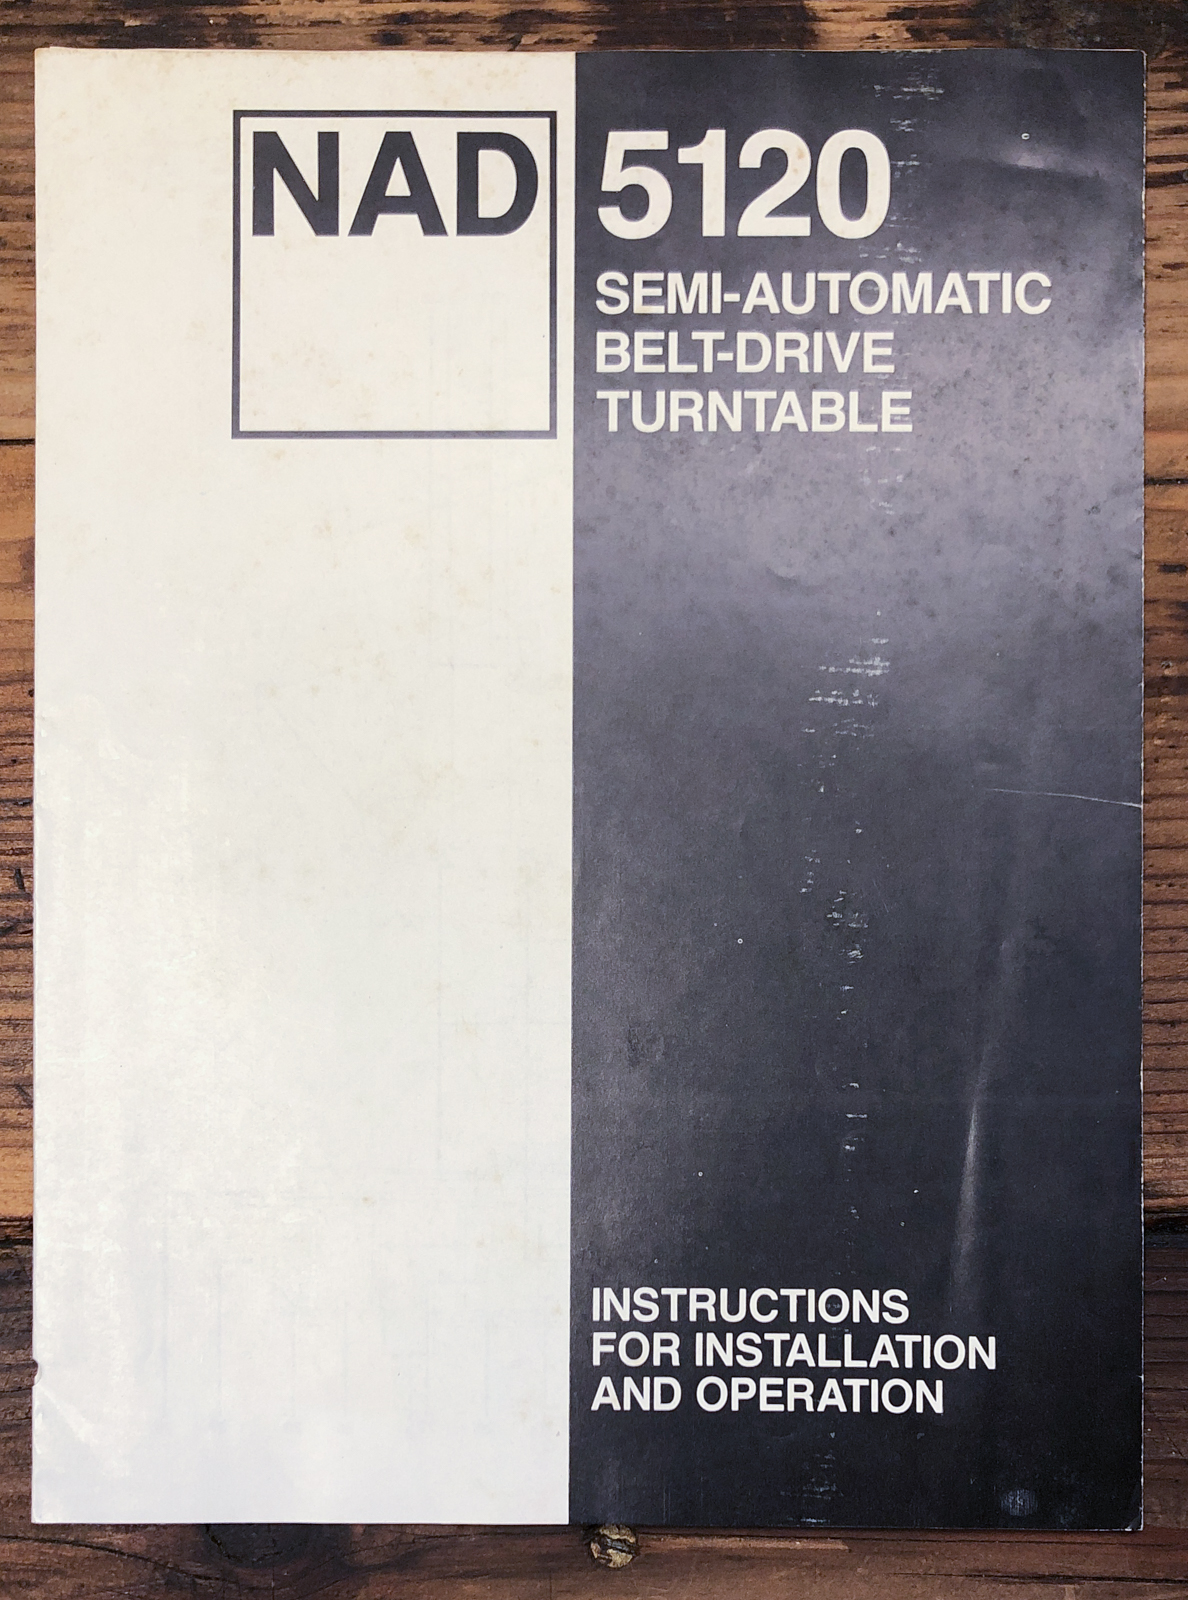 NAD 5120
SEMI-AUTOMATIC
BELT-DRIVE
TURNTABLE
INSTRUCTIONS
FOR INSTALLATION
AND OPERATION